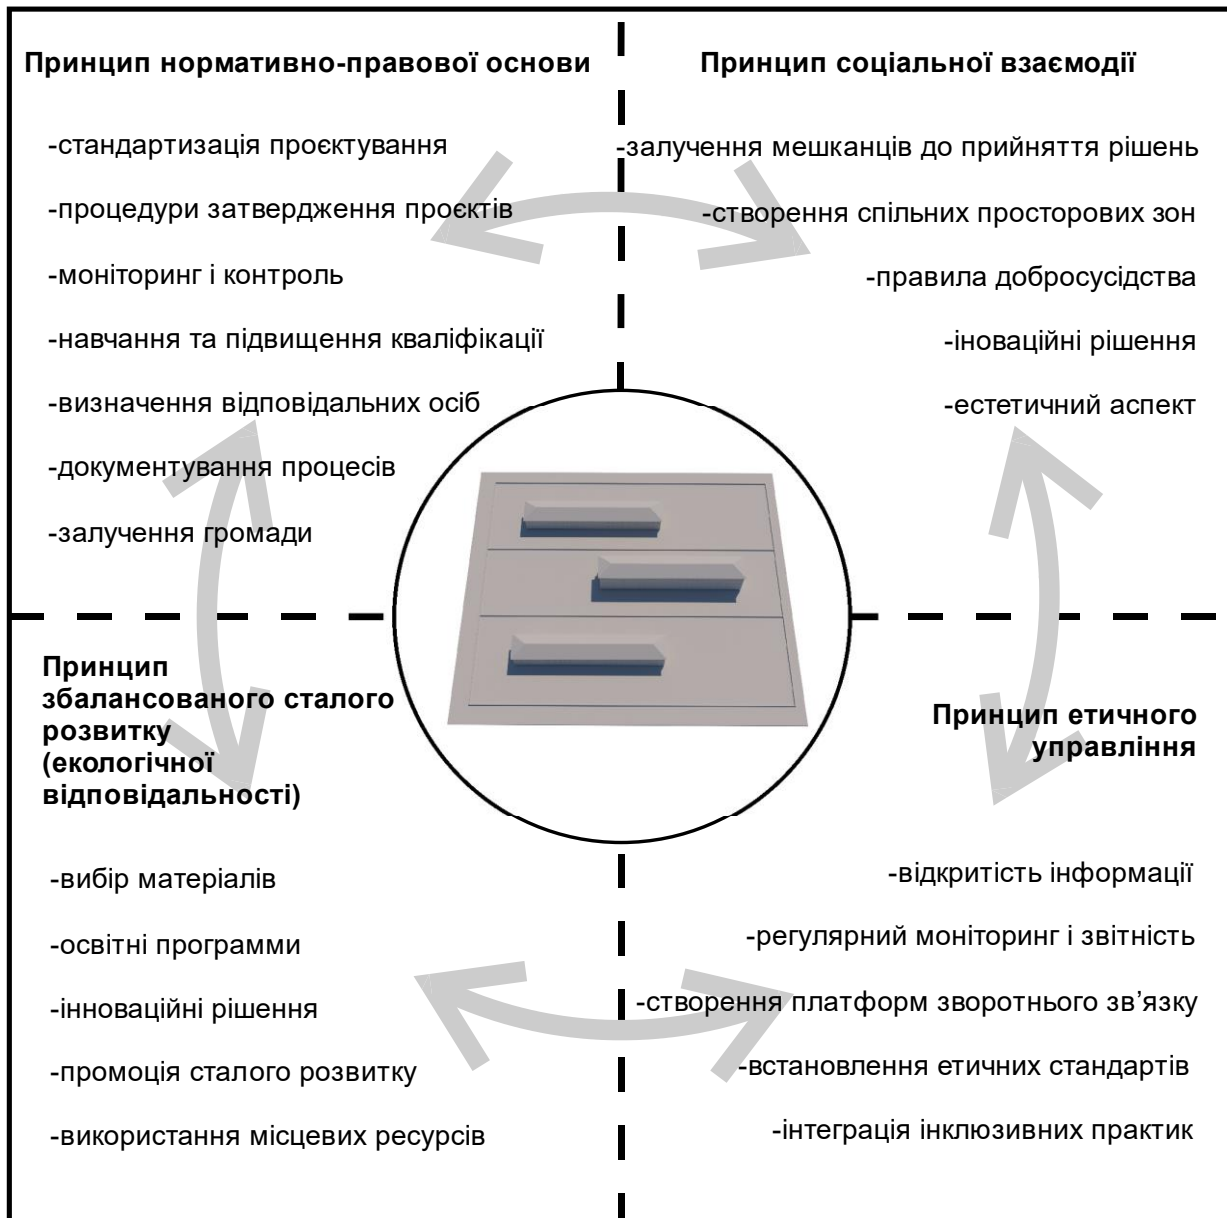 Принцип нормативно-правової основи
-стандартизація проєктування
-процедури затвердження проєктів
-моніторинг і контроль
-навчання та підвищення кваліфікації
-визначення відповідальних осіб
-документування процесів
-залучення громади
Принцип соціальної взаємодії
-залучення мешканців до прийняття рішень
-створення спільних просторових зон
-правила добросусідства
-іноваційні рішення
-естетичний аспект
Принцип
збалансованого сталого
розвитку
(екологічної
відповідальності)
-вибір матеріалів
-освітні программи
-інноваційні рішення
-промоція сталого розвитку
-використання місцевих ресурсів
Принцип етичного
управління
-відкритість інформації
-регулярний моніторинг і звітність
-створення платформ зворотнього зв’язку
-встановлення етичних стандартів
-інтеграція інклюзивних практик